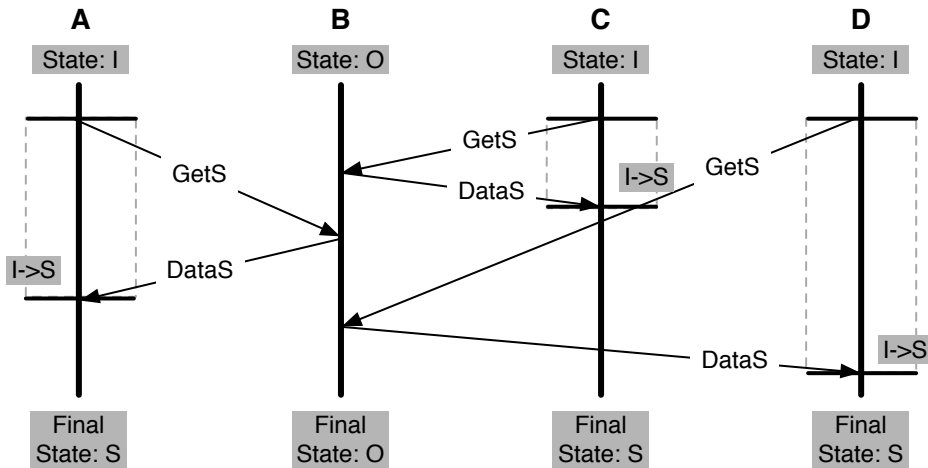 A
B
C
D
State: I
State: O
State: I
State: I
GetS
GetS
GetS
DataS
I->S
I->S
DataS
DataS
I->S
Final
State: S
Final
State: O
Final
State: S
Final
State: S